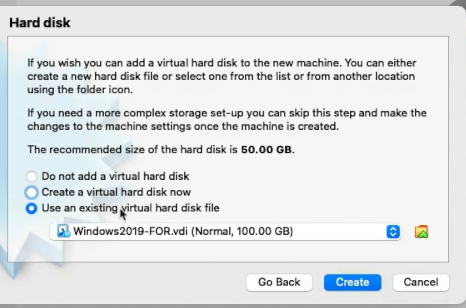 Hard disk
If you wish you can add a virtual hard disk to the new machine. You can either
create a new hard disk file or select one from the list or from another location
using the folder icon.
If you need a more complex storage set-up you can skip this step and make the
changes to the machine settings once the machine is created.
The recommended size of the hard disk is 50.00 GB.
Do not add a virtual hard disk
Create a virtual hard disk now
Use an existing virtual hard disk file
Windows2019-FOR.vdi (Normal, 100.00 GB)
Go Back Create Cancel